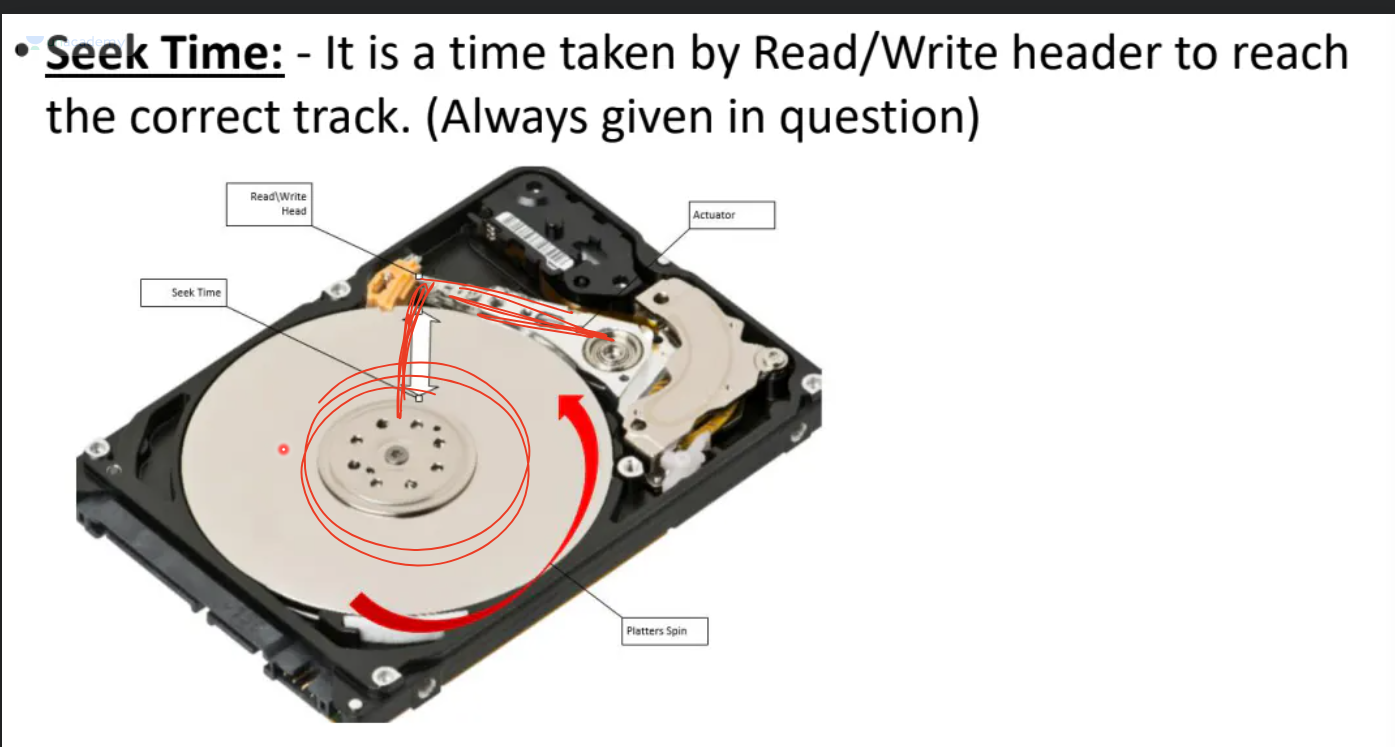 • Seek Time: - It is a time taken by Read/Write header to reach
the correct track. (Always given in question)
Read\Write
Head
Actuator
Seek Time
Platters Spin